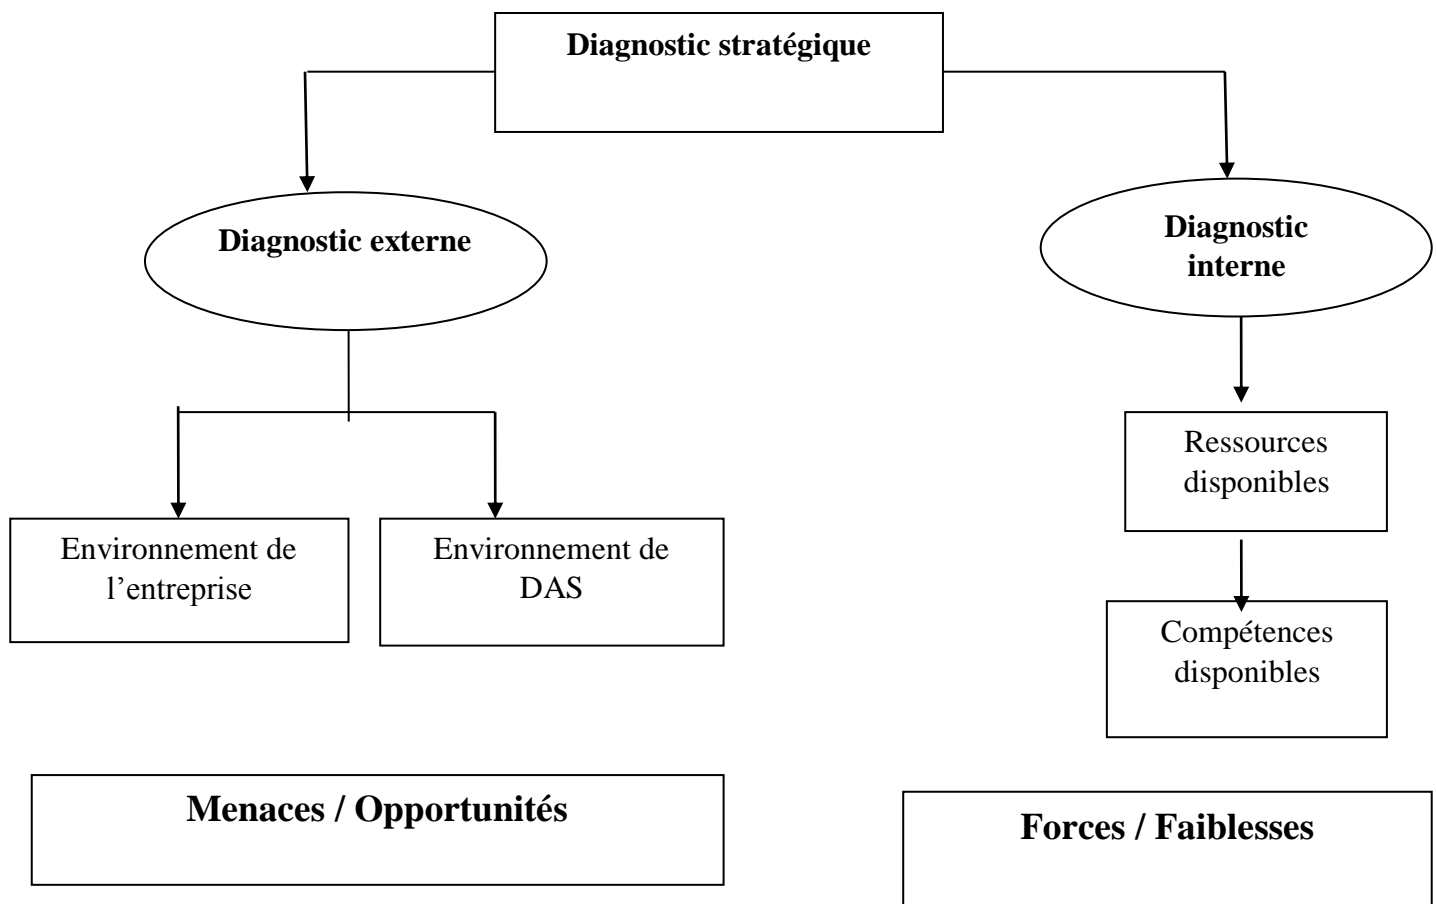 Diagnostic stratégique
Diagnostic externe
Diagnostic
interne
Ressources
disponibles
Environnement de
l’entreprise
Environnement de
DAS
Compétences
disponibles
Menaces / Opportunités
Forces / Faiblesses